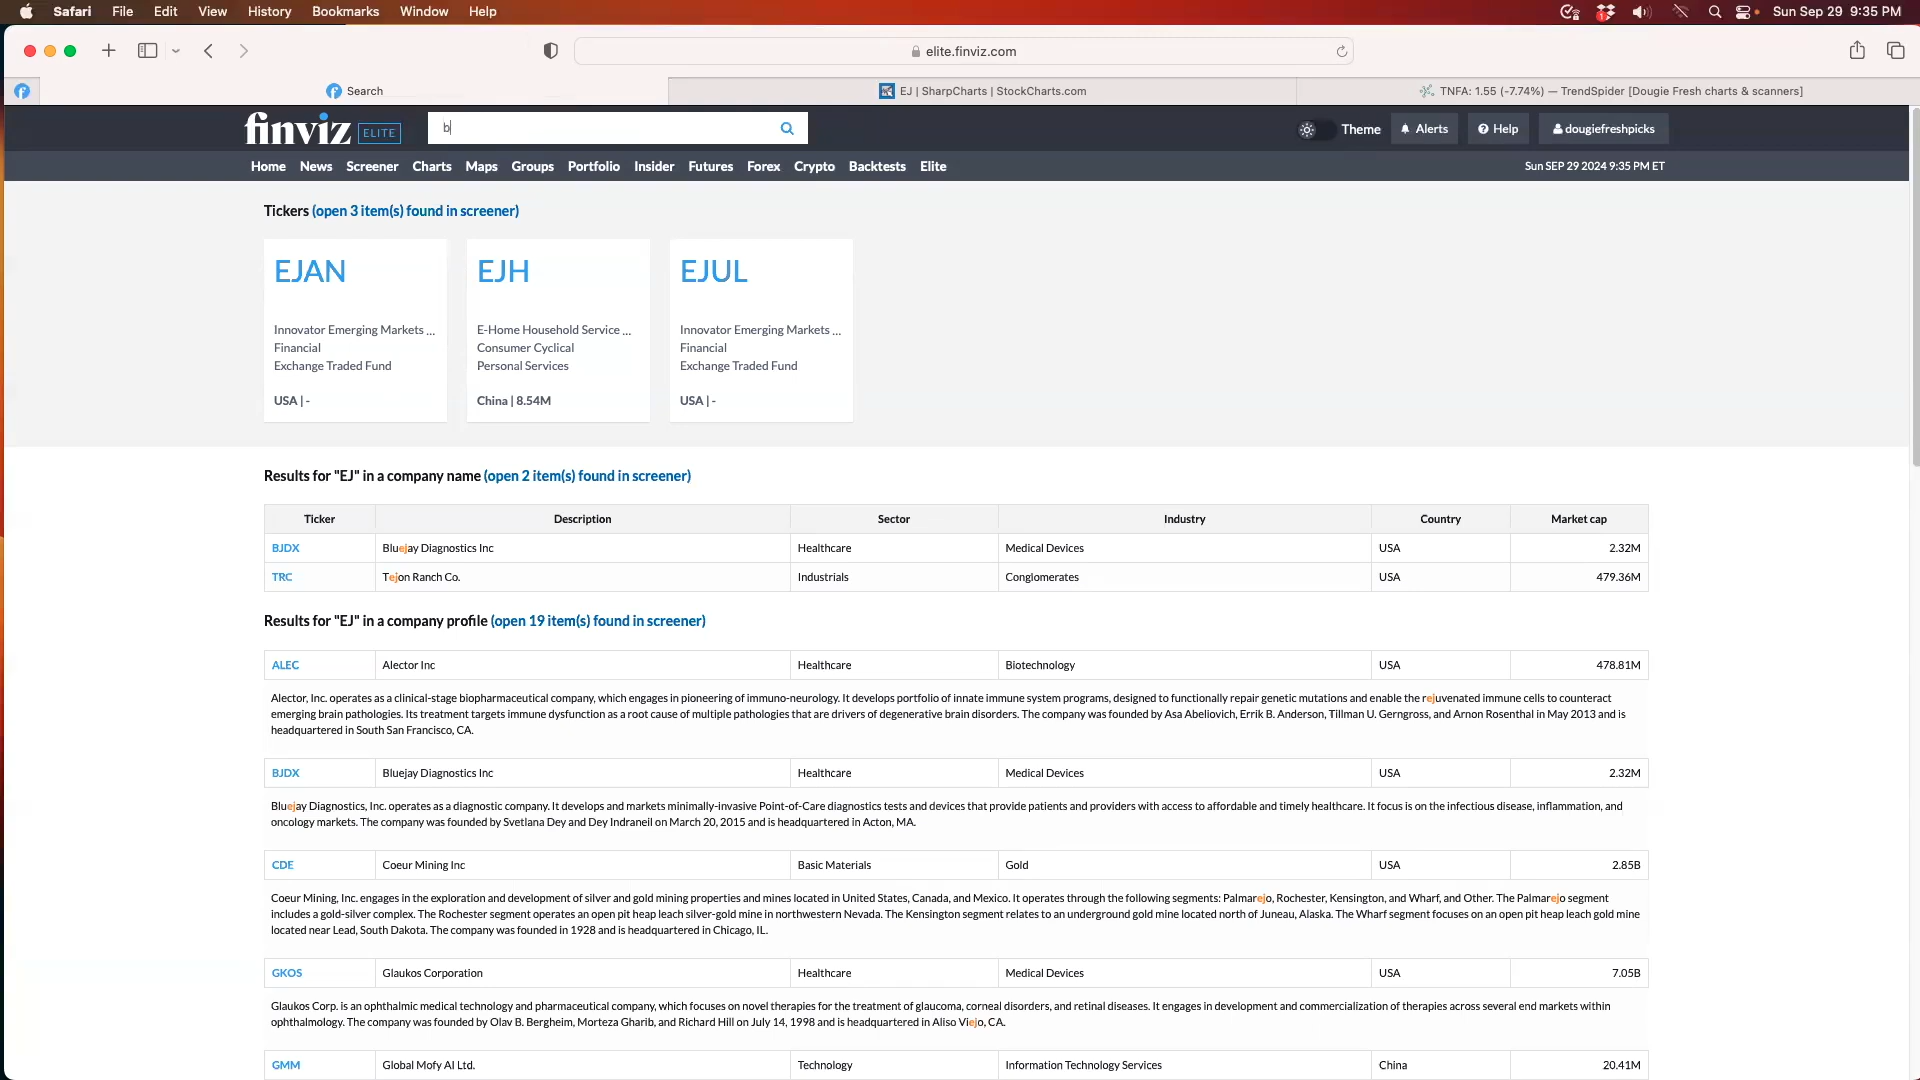 Safari File Edit View History Bookmarks Window Help Sun Sep 29 9:35 PM
elite.finviz.com
Search EJ | SharpCharts | StockCharts.com TNFA: 1.55 (-7.74%) — TrendSpider [Dougie Fresh charts & scanners]
finviz ELITE b Theme Alerts Help dougiefreshpicks
Home News Screener Charts Maps Groups Portfolio Insider Futures Forex Crypto Backtests Elite Sun SEP 29 2024 9:35 PM ET
Tickers (open 3 item(s) found in screener)
EJAN EJH EJUL
Innovator Emerging Markets ... E-Home Household Service ... Innovator Emerging Markets ...
Financial Consumer Cyclical Financial
Exchange Traded Fund Personal Services Exchange Traded Fund
USA | - China | 8.54M USA | -
Results for "EJ" in a company name (open 2 item(s) found in screener)
Ticker Description Sector Industry Country Market cap
BJDX Bluejay Diagnostics Inc Healthcare Medical Devices USA 2.32M
TRC Tejon Ranch Co. Industrials Conglomerates USA 479.36M
Results for "EJ" in a company profile (open 19 item(s) found in screener)
ALEC Alector Inc Healthcare Biotechnology USA 478.81M
Alector, Inc. operates as a clinical-stage biopharmaceutical company, which engages in pioneering of immuno-neurology. It develops portfolio of innate immune system programs, designed to functionally repair genetic mutations and enable the rejuvenated immune cells to counteract
emerging brain pathologies. Its treatment targets immune dysfunction as a root cause of multiple pathologies that are drivers of degenerative brain disorders. The company was founded by Asa Abeliovich, Errik B. Anderson, Tillman U. Gerngross, and Arnon Rosenthal in May 2013 and is
headquartered in South San Francisco, CA.
BJDX Bluejay Diagnostics Inc Healthcare Medical Devices USA 2.32M
Bluejay Diagnostics, Inc. operates as a diagnostic company. It develops and markets minimally-invasive Point-of-Care diagnostics tests and devices that provide patients and providers with access to affordable and timely healthcare. It focus is on the infectious disease, inflammation, and
oncology markets. The company was founded by Svetlana Dey and Dey Indraneil on March 20, 2015 and is headquartered in Acton, MA.
CDE Coeur Mining Inc Basic Materials Gold USA 2.85B
Coeur Mining, Inc. engages in the exploration and development of silver and gold mining properties and mines located in United States, Canada, and Mexico. It operates through the following segments: Palmarejo, Rochester, Kensington, and Wharf, and Other. The Palmarejo segment
includes a gold-silver complex. The Rochester segment operates an open pit heap leach silver-gold mine in northwestern Nevada. The Kensington segment relates to an underground gold mine located north of Juneau, Alaska. The Wharf segment focuses on an open pit heap leach gold mine
located near Lead, South Dakota. The company was founded in 1928 and is headquartered in Chicago, IL.
GKOS Glaukos Corporation Healthcare Medical Devices USA 7.05B
Glaukos Corp. is an ophthalmic medical technology and pharmaceutical company, which focuses on novel therapies for the treatment of glaucoma, corneal disorders, and retinal diseases. It engages in development and commercialization of therapies across several end markets within
ophthalmology. The company was founded by Olav B. Bergheim, Morteza Gharib, and Richard Hill on July 14, 1998 and is headquartered in Aliso Viejo, CA.
GMM Global Mofy AI Ltd. Technology Information Technology Services China 20.41M